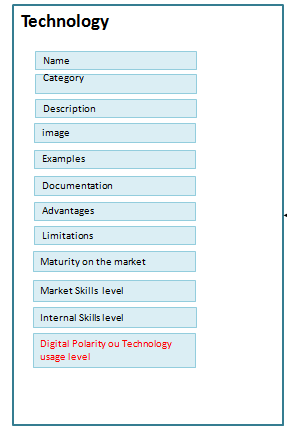 Technology
Name
Category
Description
image
Examples
Documentation
Advantages
Limitations
Maturity on the market
Market Skills level
Internal Skills level
Digital Polarity ou Technology
usage level